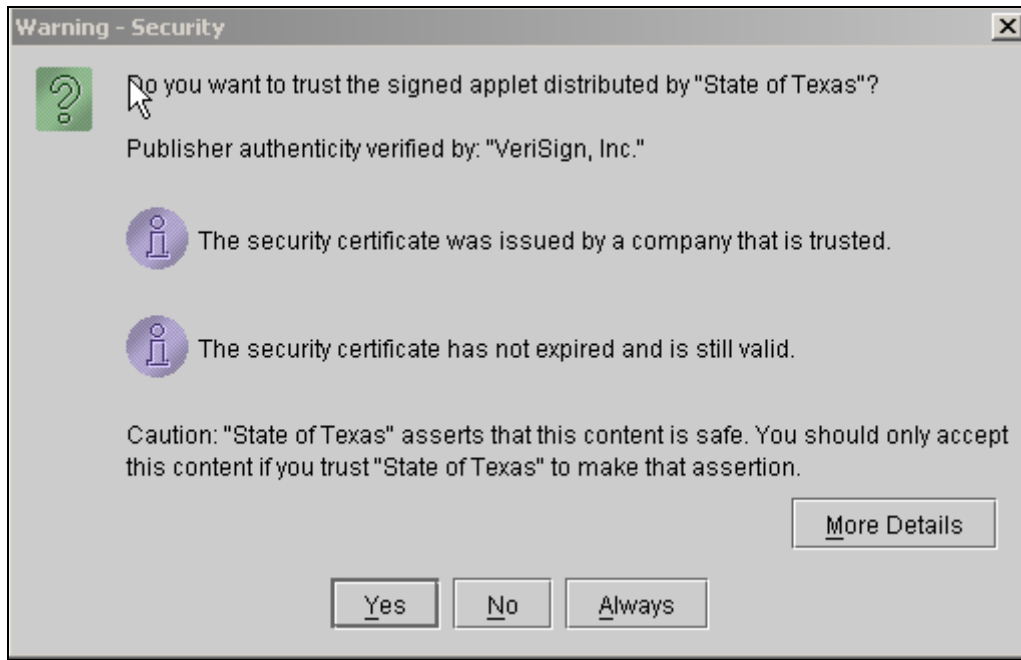 Warning - Security
Do you want to trust the signed applet distributed by "State of Texas"?
Publisher authenticity verified by: "VeriSign, Inc."
The security certificate was issued by a company that is trusted.
The security certificate has not expired and is still valid.
Caution: "State of Texas" asserts that this content is safe. You should only accept
this content if you trust "State of Texas" to make that assertion.
More Details
Yes No Always